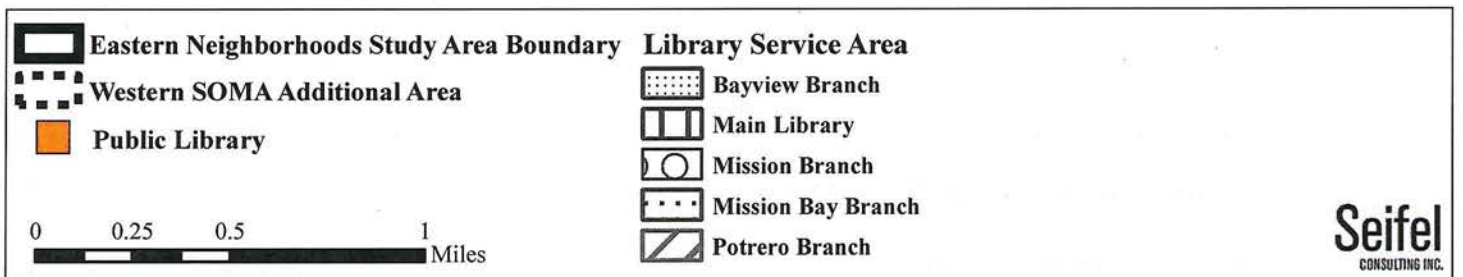 Eastern Neighborhoods Study Area Boundary
Western SOMA Additional Area
Public Library
0 0.25 0.5 1
Miles
Library Service Area
Bayview Branch
Main Library
Mission Branch
Mission Bay Branch
Potrero Branch
Seifel
CONSULTING INC.